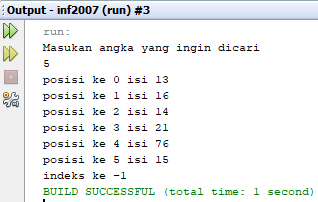 Output - inf2007 (run) #3
run:
Masukan angka yang ingin dicari
5
posisi ke 0 isi 13
posisi ke 1 isi 16
posisi ke 2 isi 14
posisi ke 3 isi 21
posisi ke 4 isi 76
posisi ke 5 isi 15
indeks ke -1
BUILD SUCCESSFUL (total time: 1 second)